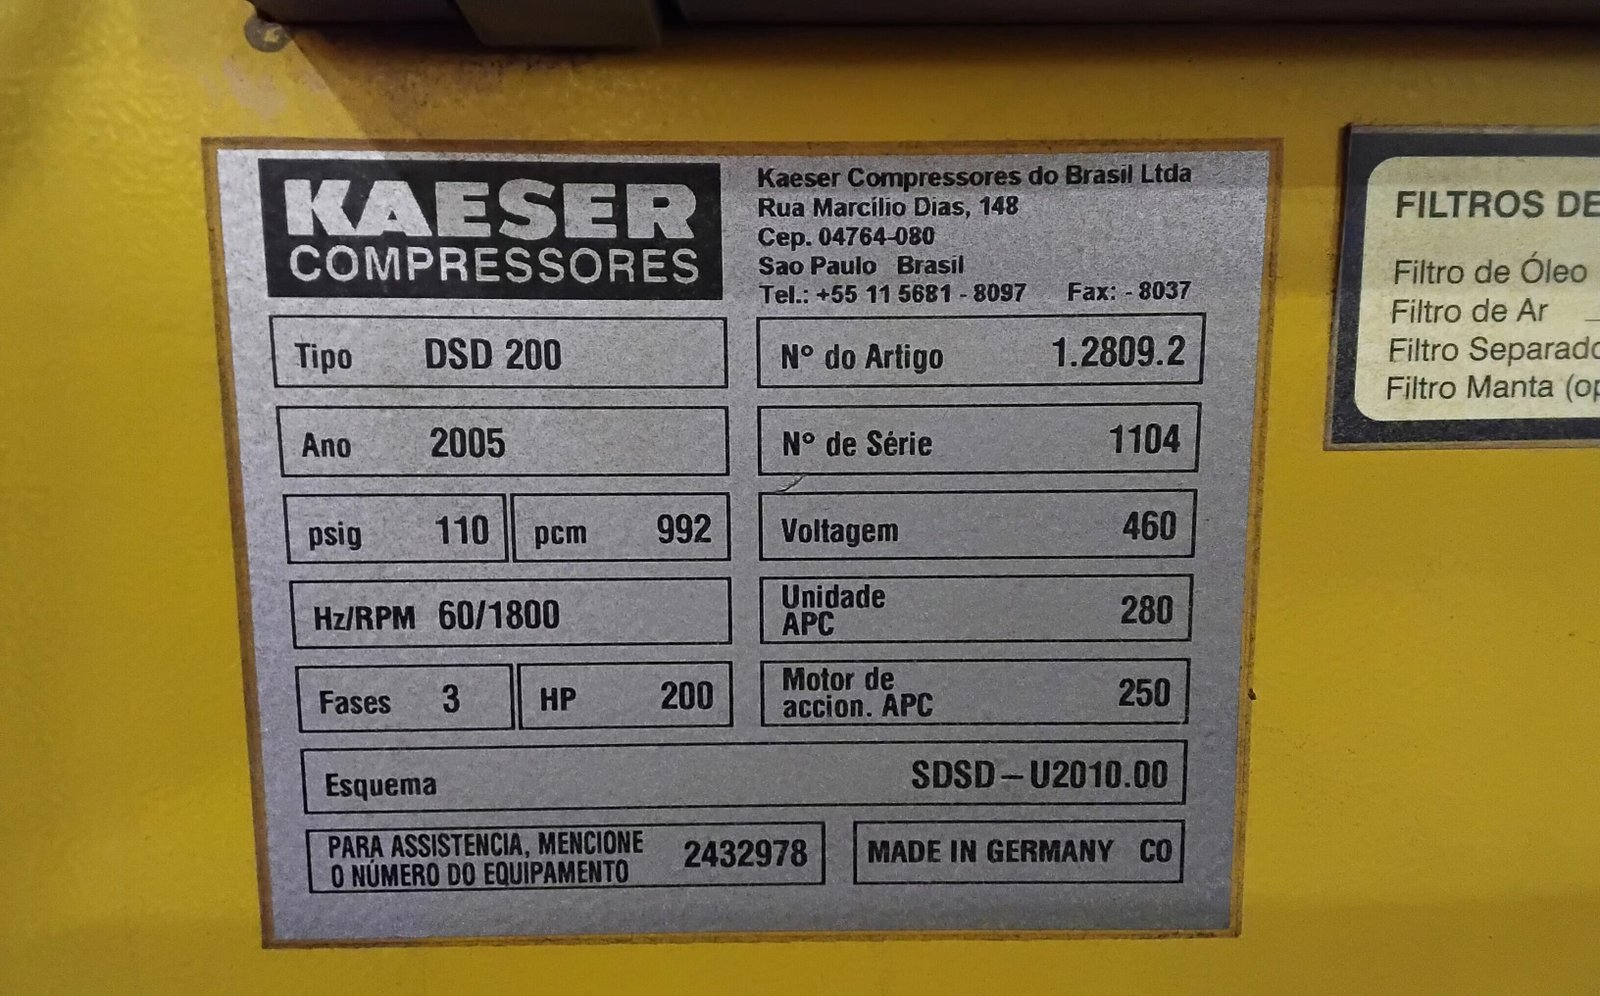 KAESER
COMPRESSORES
Kaeser Compressores do Brasil Ltda
Rua Marcílio Dias, 148
Cep. 04764-080
Sao Paulo Brasil
Tel.: +55 11 5681 - 8097 Fax: - 8037
Tipo DSD 200
Nº do Artigo 1.2809.2
Ano 2005
Nº de Série 1104
psig 110 pcm 992
Voltagem 460
Hz/RPM 60/1800
Unidade
APC 280
Fases 3 HP 200
Motor de
accion. APC 250
Esquema SDSD-U2010.00
PARA ASSISTENCIA, MENCIONE
O NÚMERO DO EQUIPAMENTO 2432978
MADE IN GERMANY CO
FILTROS DE
Filtro de Óleo
Filtro de Ar
Filtro
Filtro Manta